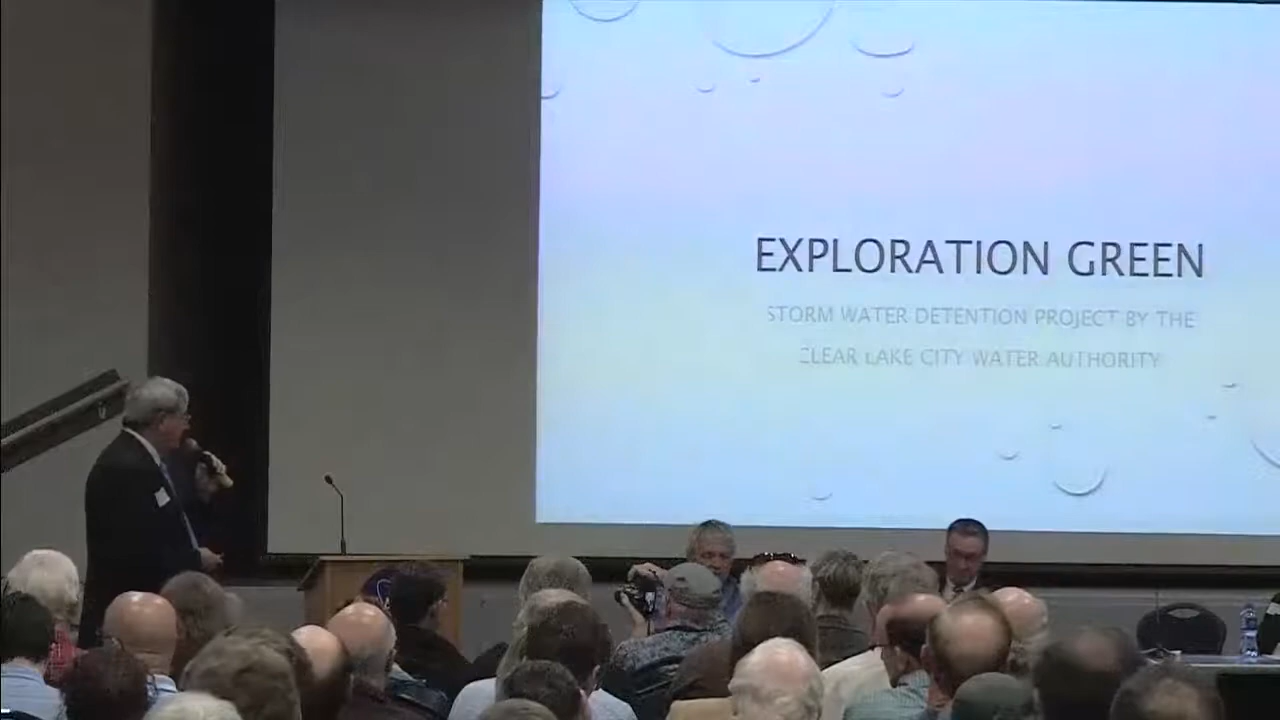 EXPLORATION GREEN
STORM WATER DETENTION PROJECT BY THE
CLEAR LAKE CITY WATER AUTHORITY